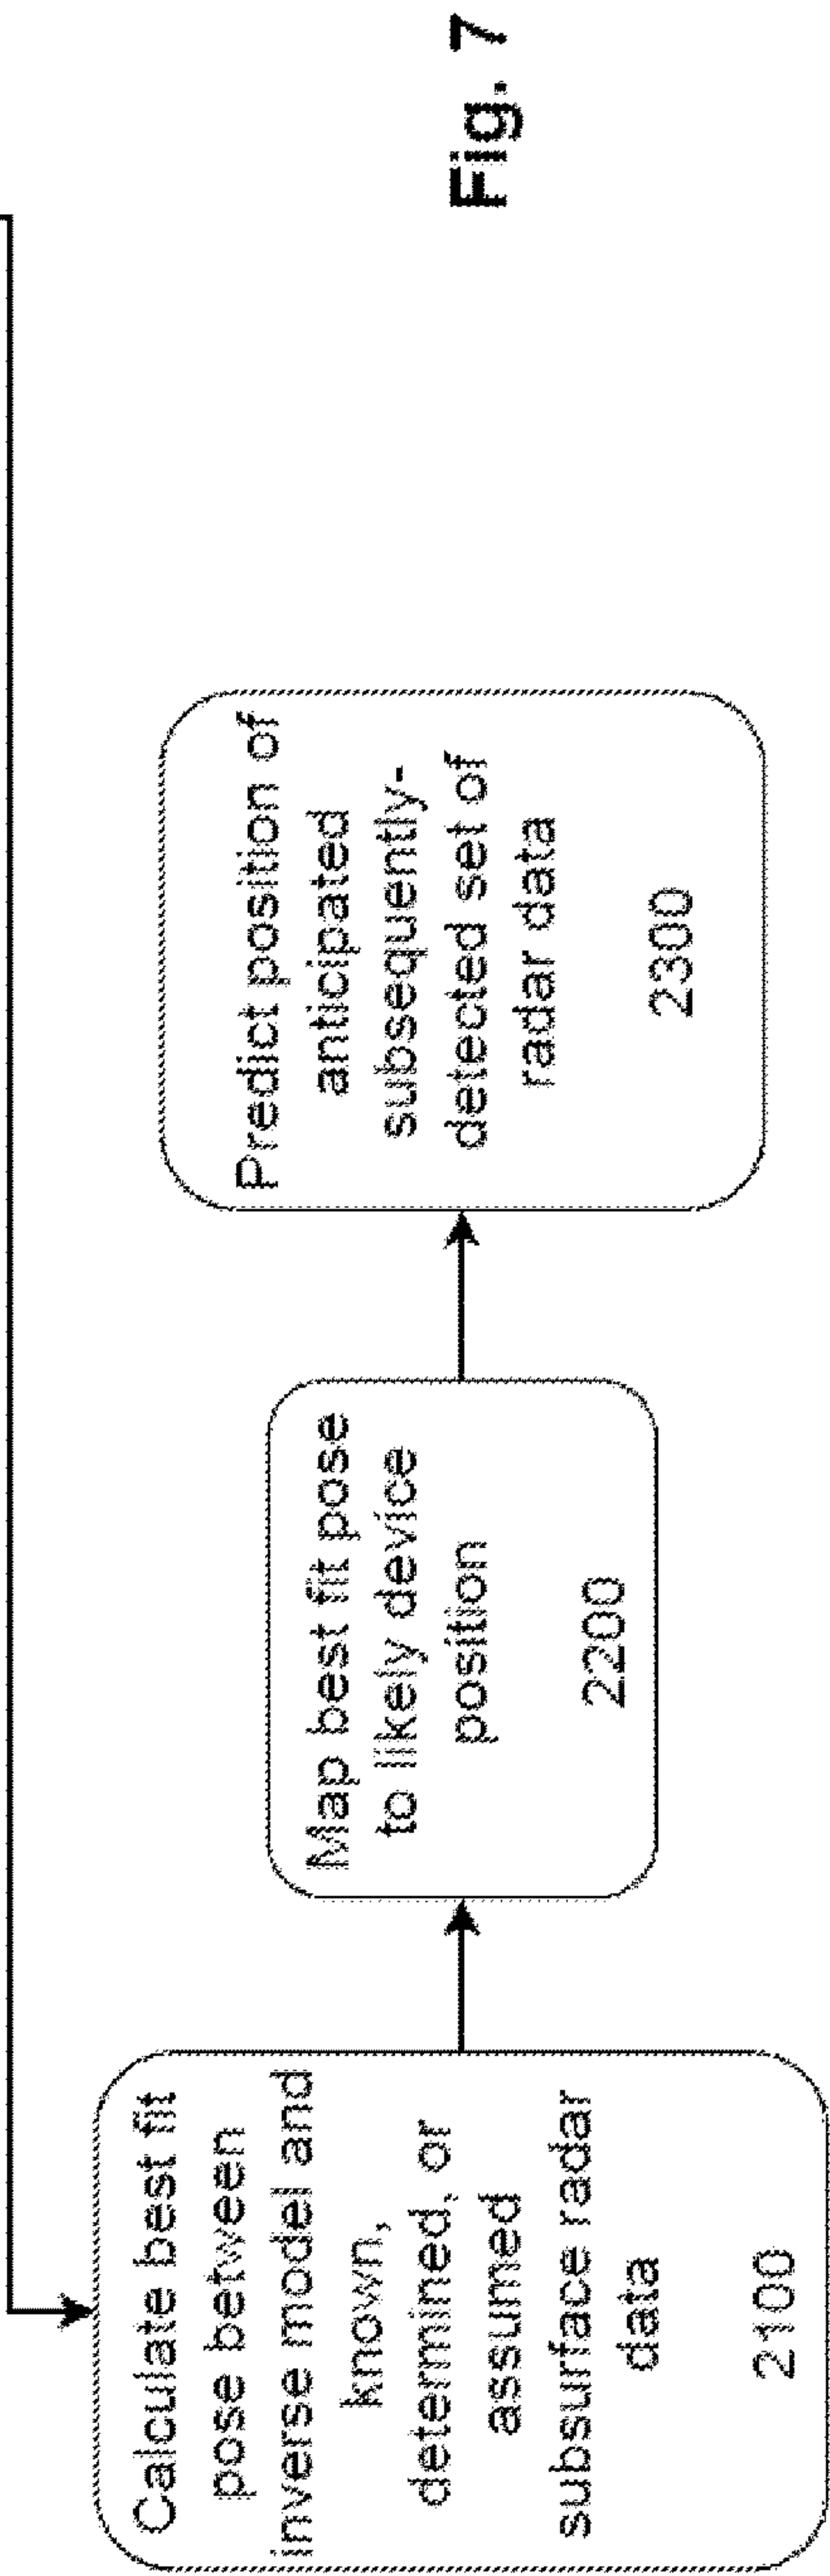 Calculate best fit
pose between
inverse model and
known,
determined, or
assumed
subsurface radar
data
2100
Map best fit pose
to likely device
position
2200
Predict position of
anticipated
subsequently-
detected set of
radar data
2300
Fig. 7